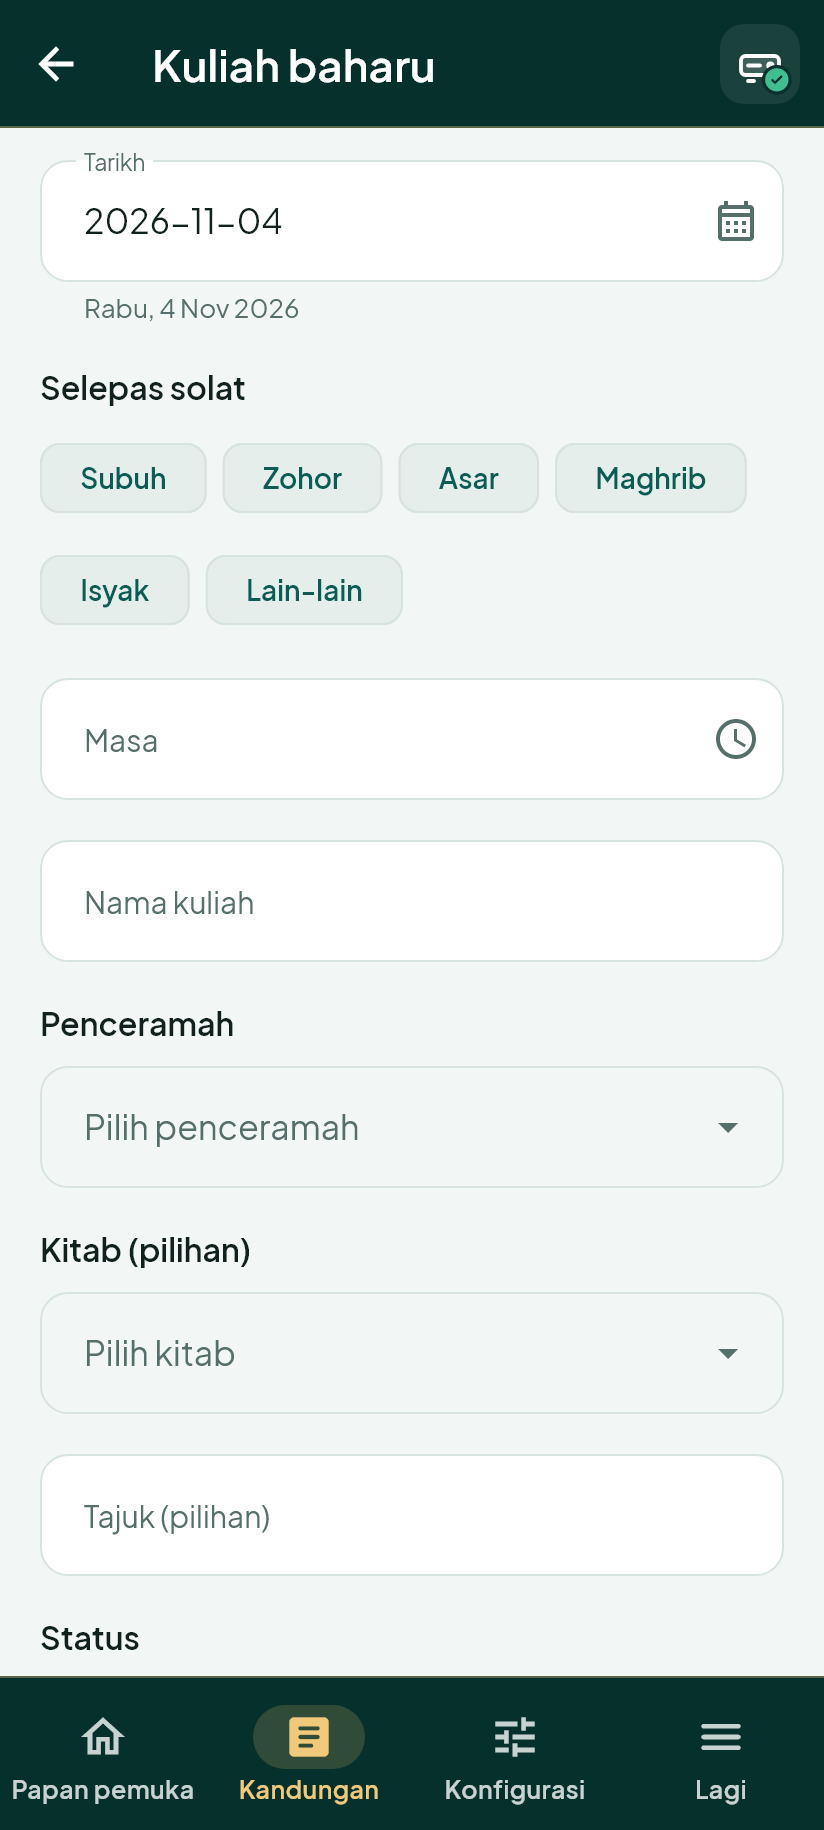 Kuliah baharu
Tarikh
2026-11-04
Rabu, 4 Nov 2026
Selepas solat
Subuh
Zohor
Asar
Maghrib
Isyak
Lain-lain
Masa
Nama kuliah
Penceramah
Pilih penceramah
Kitab (pilihan)
Pilih kitab
Tajuk (pilihan)
Status
Papan pemuka
Kandungan
Konfigurasi
Lagi